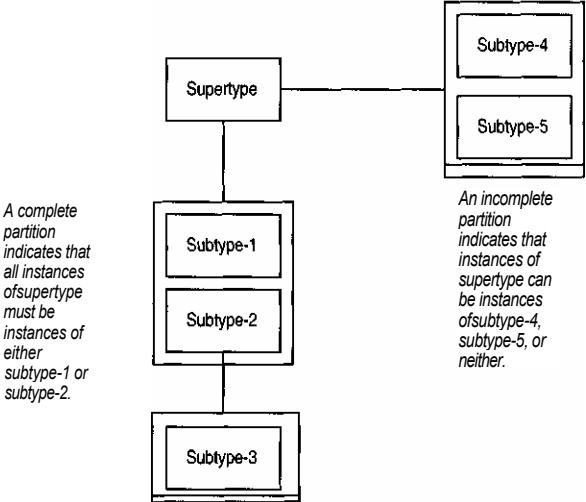 Subtype-4
Supertype
Subtype-5
An incomplete
partition
indicates that
instances of
supertype can
be instances
ofsubtype-4,
subtype-5, or
neither.
A complete
partition
indicates that
all instances
ofsupertype
must be
instances of
either
subtype-1 or
subtype-2.
Subtype-1
Subtype-2
Subtype-3